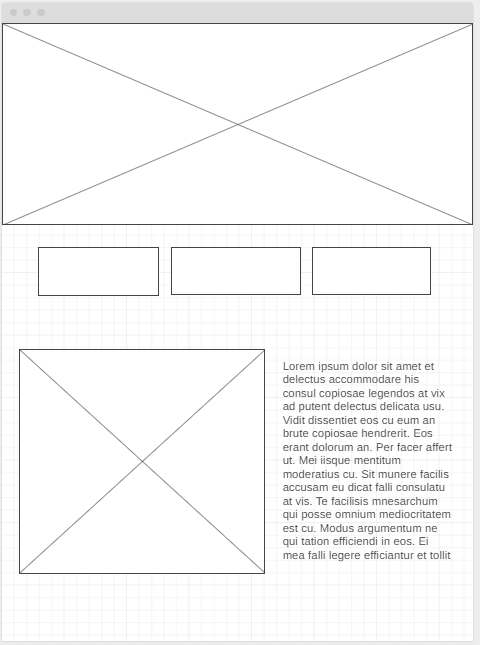 Lorem ipsum dolor sit amet et
delectus accommodare his
consul copiosae legendos at vix
ad putent delectus delicata usu.
Vidit dissentiet eos cu eum an
brute copiosae hendrerit. Eos
erant dolorum an. Per facer affert
ut. Mei iisque mentitum
moderatius cu. Sit munere facilis
accusam eu dicat falli consulatu
at vis. Te facilisis mnesarchum
qui posse omnium mediocritatem
est cu. Modus argumentum ne
qui tation efficiendi in eos. Ei
mea falli legere efficiantur et tollit